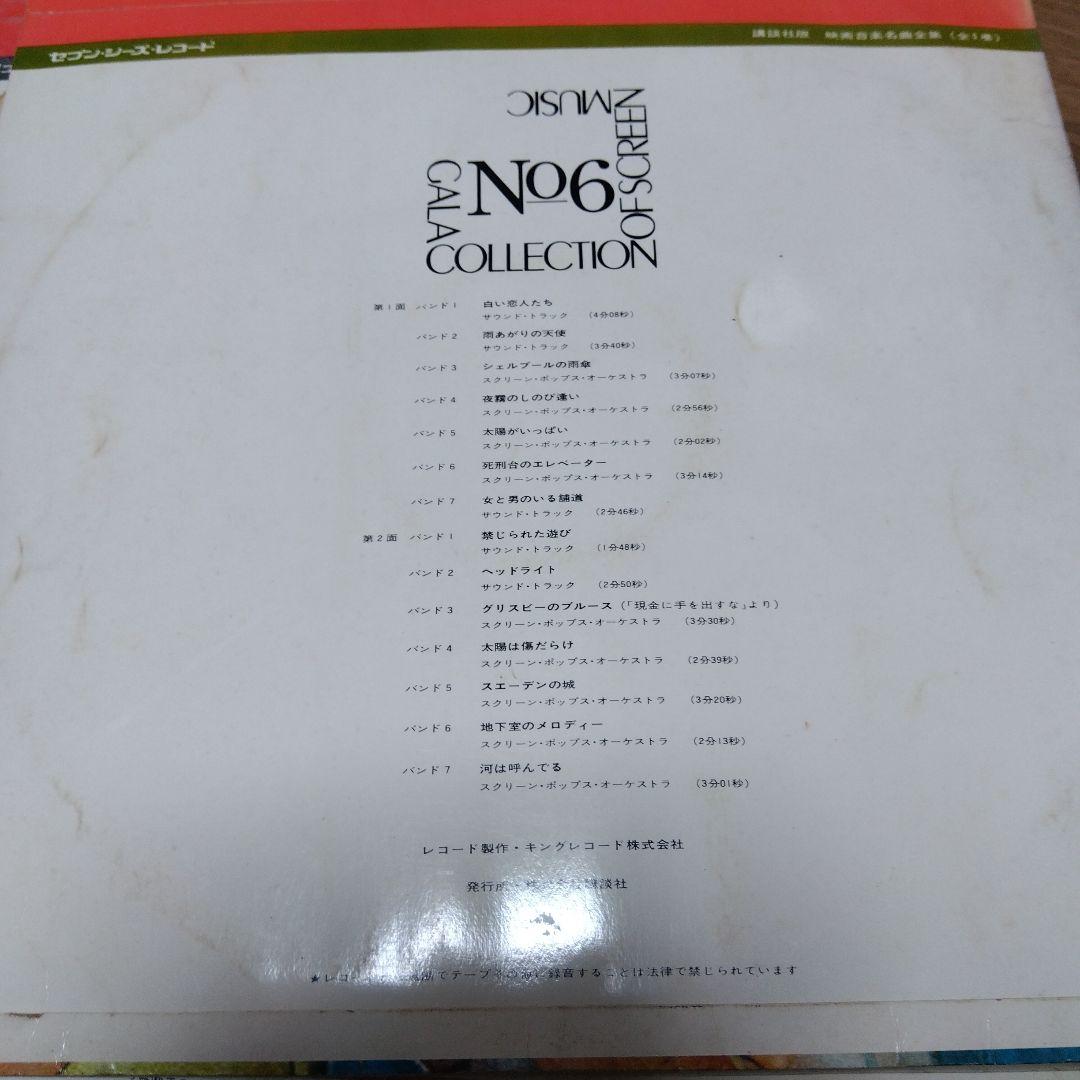 セブン・シーズ・レコード
講談社版 映画音楽名曲全集 (全5巻)
GALA
COLLECTION
OF SCREEN
MUSIC
No6
第1面 バンド1 白い恋人たち
サウンド・トラック (4分08秒)
バンド2 雨あがりの天使
サウンド・トラック (3分40秒)
バンド3 シェルブールの雨傘
スクリーン・ポップス・オーケストラ (3分07秒)
バンド4 夜霧のしのび逢い
スクリーン・ポップス・オーケストラ (2分56秒)
バンド5 太陽がいっぱい
スクリーン・ポップス・オーケストラ (2分02秒)
バンド6 死刑台のエレベーター
スクリーン・ポップス・オーケストラ (3分14秒)
バンド7 女と男のいる舗道
サウンド・トラック (2分46秒)
第2面 バンド1 禁じられた遊び
サウンド・トラック (1分48秒)
バンド2 ヘッドライト
サウンド・トラック (2分50秒)
バンド3 グリスビーのブルース (「現金に手を出すな」より)
スクリーン・ポップス・オーケストラ (3分30秒)
バンド4 太陽は傷だらけ
スクリーン・ポップス・オーケストラ (2分39秒)
バンド5 スエーデンの城
スクリーン・ポップス・オーケストラ (3分20秒)
バンド6 地下室のメロディー
スクリーン・ポップス・オーケストラ (2分13秒)
バンド7 河は呼んでる
スクリーン・ポップス・オーケストラ (3分01秒)
レコード製作・キングレコード株式会社
発行所・株式会社講談社
★レコ でテープその他に録音することは法律で禁じられています